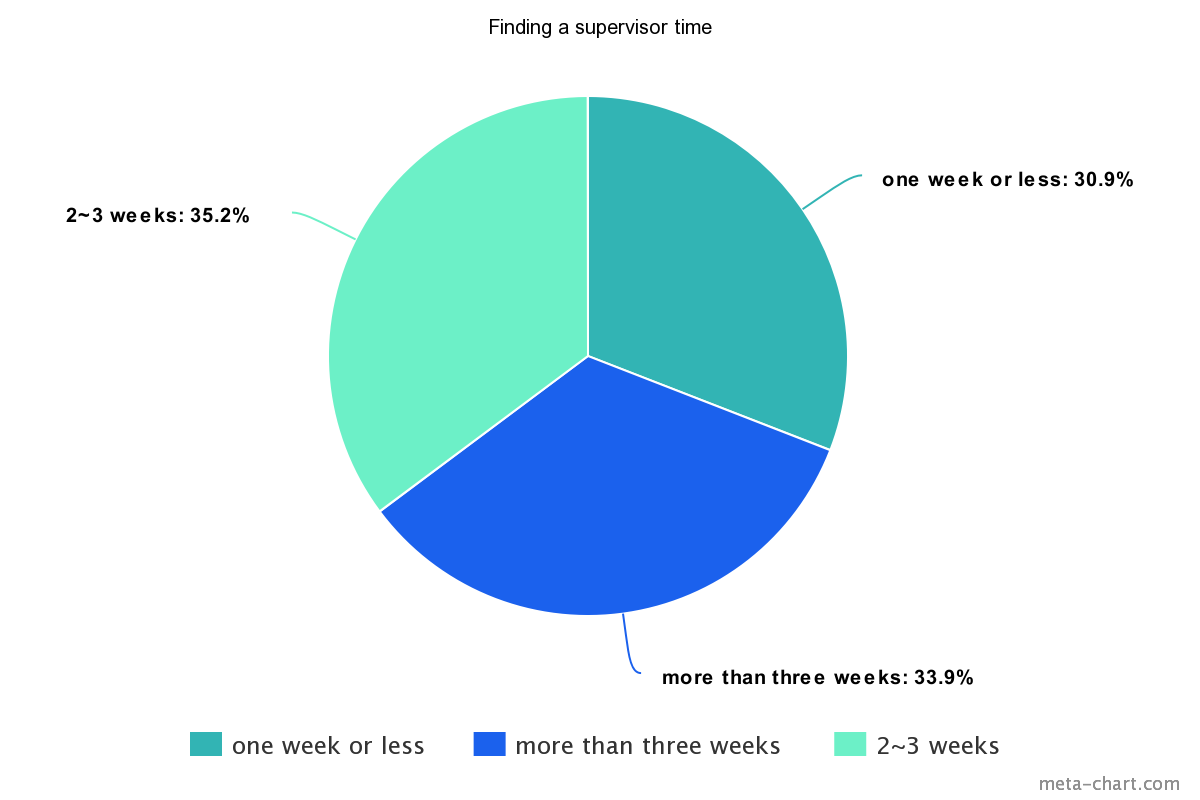 Finding a supervisor time
one week or less: 30.9%
2~3 weeks: 35.2%
more than three weeks: 33.9%
one week or less
more than three weeks
2~3 weeks
meta-chart.com